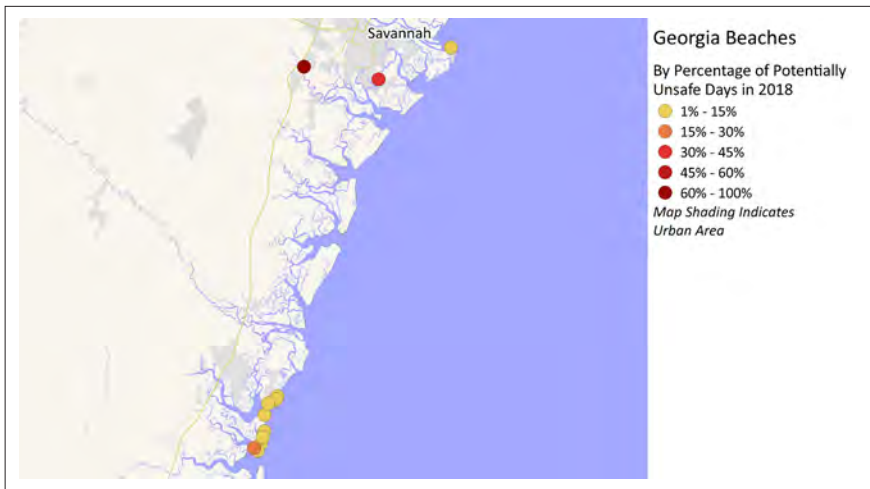 Savannah
Georgia Beaches
By Percentage of Potentially
Unsafe Days in 2018
1% - 15%
15% - 30%
30% - 45%
45% - 60%
60% - 100%
Map Shading Indicates
Urban Area